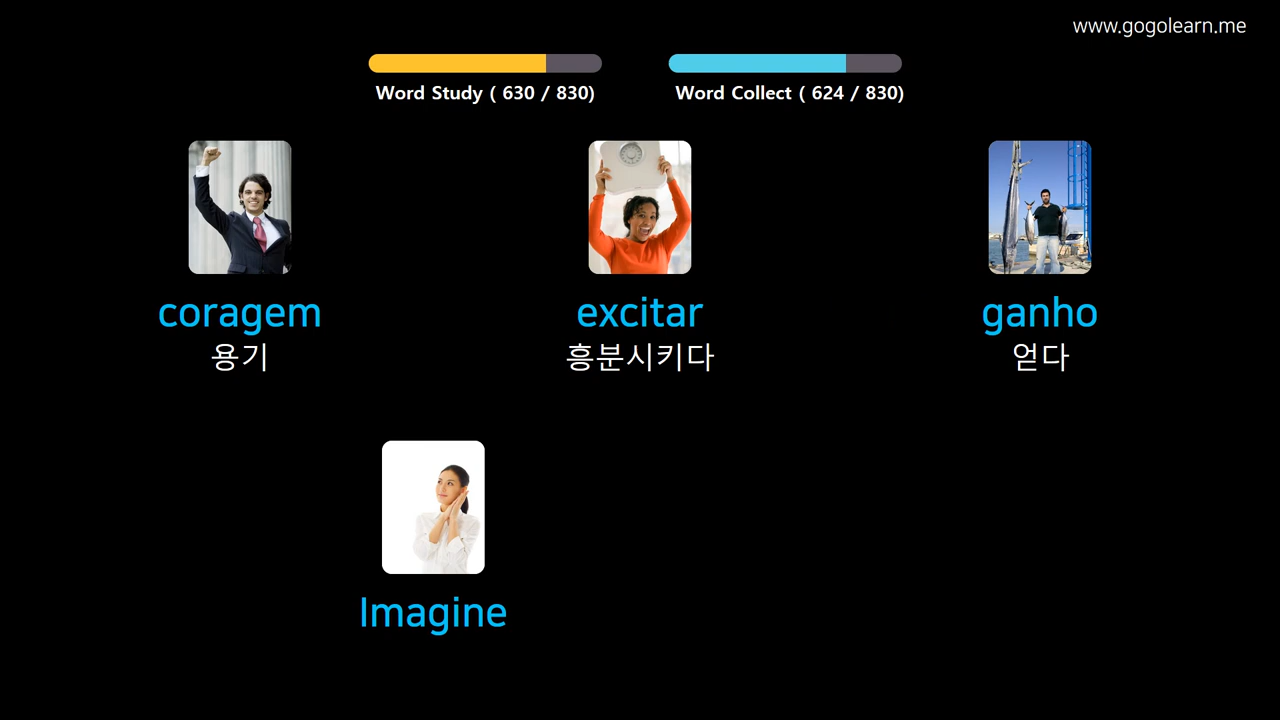 www.gogolearn.me
Word Study ( 630 / 830)
Word Collect ( 624 / 830)
coragem
용기
excitar
흥분시키다
ganho
얻다
Imagine